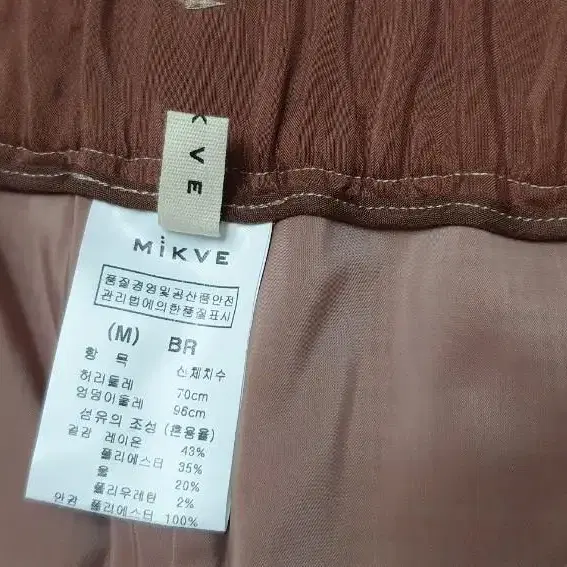 KVE
MiKVE
품질경영및공산품안전
관리법에의한품질표시
(M) BR
항 목 신체치수
허리둘레 70cm
엉덩이둘레 96cm
섬유의 조성 (혼용율)
겉감 레이온 43%
폴리에스터 35%
울 20%
폴리우레탄 2%
안감 폴리에스터 100%